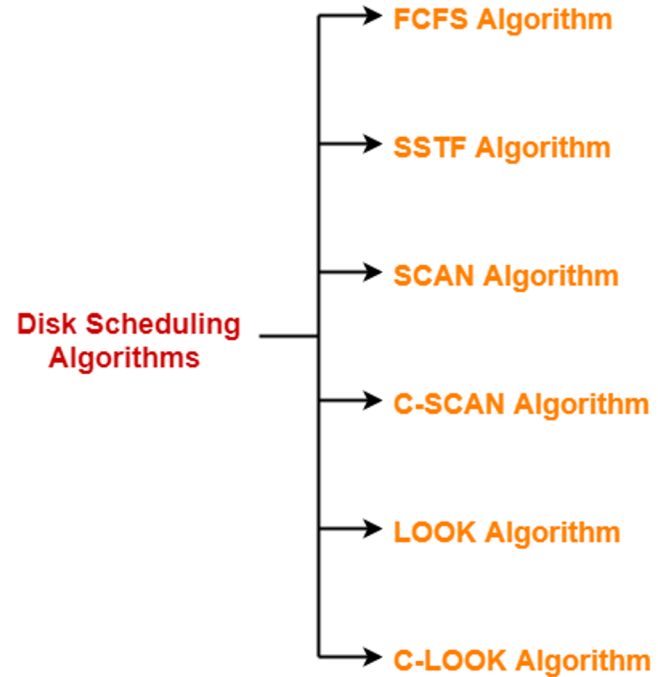 FCFS Algorithm
SSTF Algorithm
SCAN Algorithm
Disk Scheduling
Algorithms
C-SCAN Algorithm
LOOK Algorithm
C-LOOK Algorithm